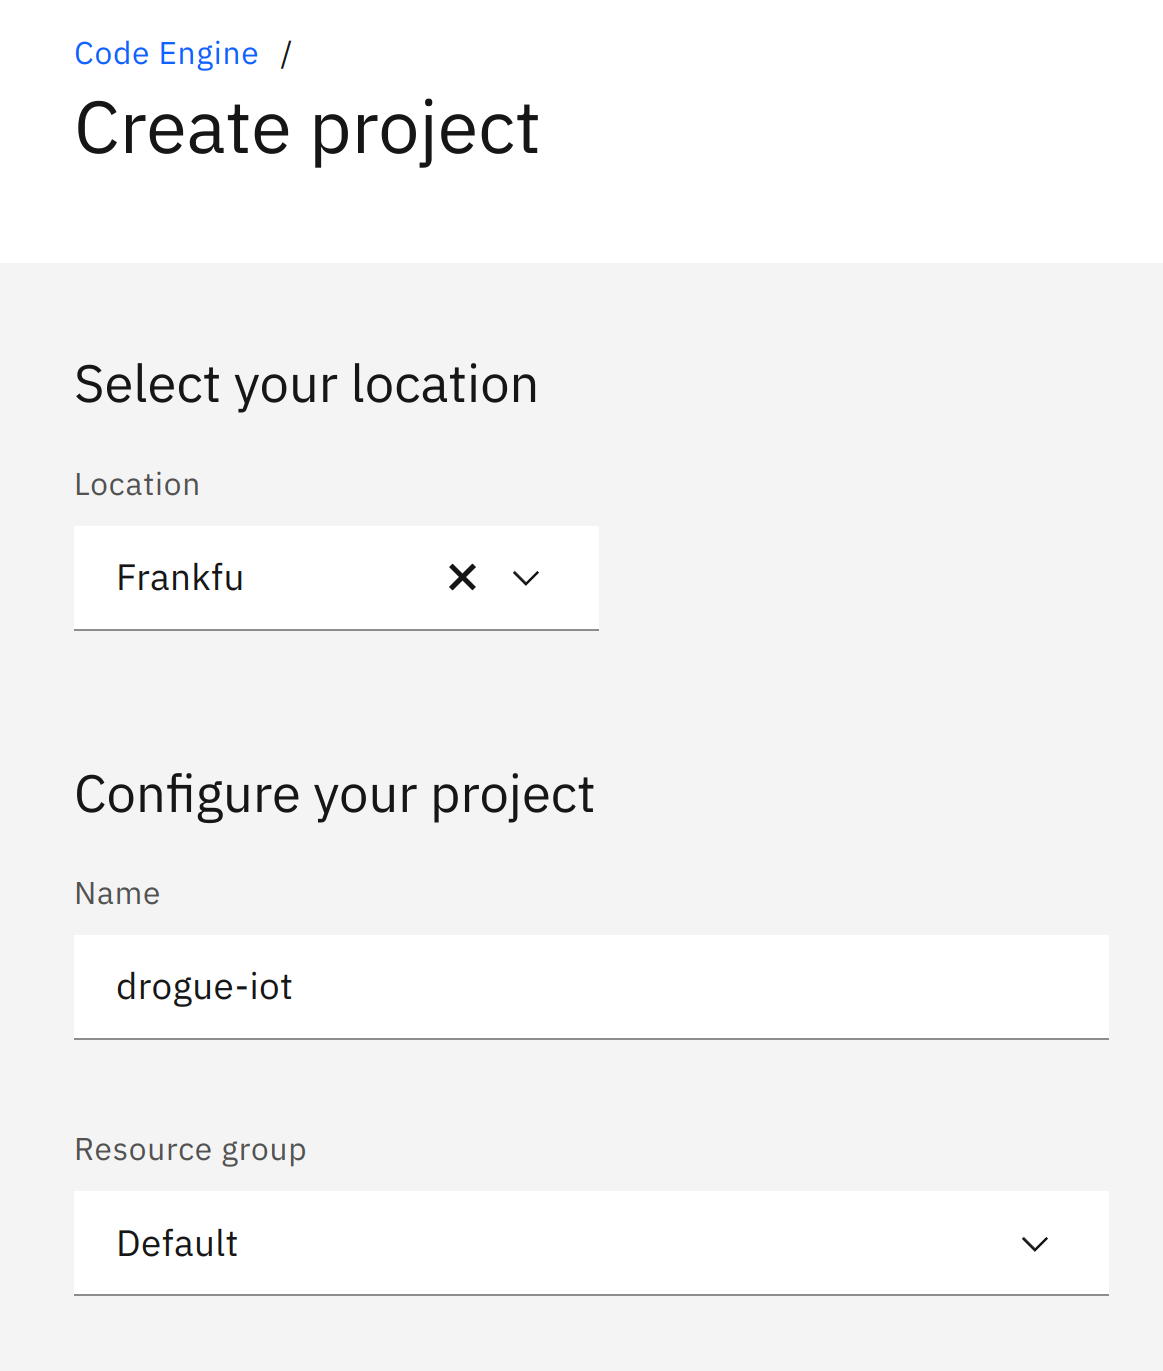 Code Engine /
Create project
Select your location
Location
Frankfu
Configure your project
Name
drogue-iot
Resource group
Default